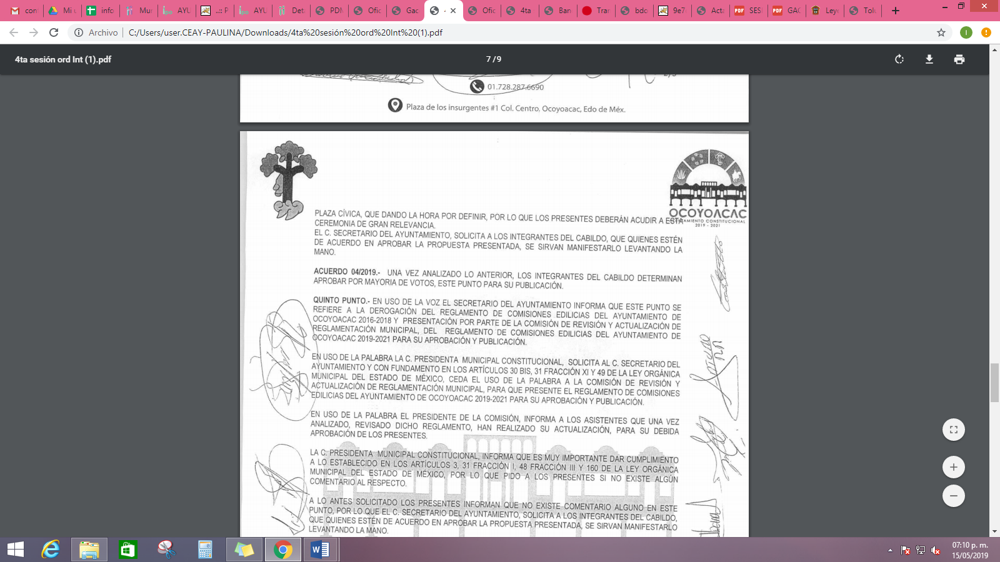 con
Mi u
info
Mur
AYU
..:: P
AYU
Det
PDM
Ofic
Gac
4
Ofic
4ta
Ban
Tran
bdo
9e7
Acta
SESI
GAC
Leye
Tolu
Archivo
C:/Users/user.CEAY-PAULINA/Downloads/4ta%20sesión%20ord%20Int%20(1).pdf
4ta sesión ord Int (1).pdf
7 / 9
01.728.287.6690
Plaza de los insurgentes #1 Col. Centro, Ocoyoacac, Edo de Méx.
OCOYOACAC
AYUNTAMIENTO CONSTITUCIONAL
2019 - 2021
PLAZA CÍVICA, QUE DANDO LA HORA POR DEFINIR, POR LO QUE LOS PRESENTES DEBERÁN ACUDIR A ESTA
CEREMONIA DE GRAN RELEVANCIA.
EL C. SECRETARIO DEL AYUNTAMIENTO, SOLICITA A LOS INTEGRANTES DEL CABILDO, QUE QUIENES ESTÉN
DE ACUERDO EN APROBAR LA PROPUESTA PRESENTADA, SE SIRVAN MANIFESTARLO LEVANTANDO LA
MANO.
ACUERDO 04/2019.- UNA VEZ ANALIZADO LO ANTERIOR, LOS INTEGRANTES DEL CABILDO DETERMINAN
APROBAR POR MAYORIA DE VOTOS, ESTE PUNTO PARA SU PUBLICACIÓN.
QUINTO PUNTO.- EN USO DE LA VOZ EL SECRETARIO DEL AYUNTAMIENTO INFORMA QUE ESTE PUNTO SE
REFIERE A LA DEROGACIÓN DEL REGLAMENTO DE COMISIONES EDILICIAS DEL AYUNTAMIENTO DE
OCOYOACAC 2016-2018 Y PRESENTACIÓN POR PARTE DE LA COMISIÓN DE REVISIÓN Y ACTUALIZACIÓN DE
REGLAMENTACIÓN MUNICIPAL, DEL REGLAMENTO DE COMISIONES EDILICIAS DEL AYUNTAMIENTO DE
OCOYOACAC 2019-2021 PARA SU APROBACIÓN Y PUBLICACIÓN.
EN USO DE LA PALABRA LA C. PRESIDENTA MUNICIPAL CONSTITUCIONAL, SOLICITA AL C. SECRETARIO DEL
AYUNTAMIENTO Y CON FUNDAMENTO EN LOS ARTÍCULOS 30 BIS, 31 FRACCIÓN XI Y 49 DE LA LEY ORGÁNICA
MUNICIPAL DEL ESTADO DE MÉXICO, CEDA EL USO DE LA PALABRA A LA COMISIÓN DE REVISIÓN Y
ACTUALIZACIÓN DE REGLAMENTACIÓN MUNICIPAL, PARA QUE PRESENTE EL REGLAMENTO DE COMISIONES
EDILICIAS DEL AYUNTAMIENTO DE OCOYOACAC 2019-2021 PARA SU APROBACIÓN Y PUBLICACIÓN.
EN USO DE LA PALABRA EL PRESIDENTE DE LA COMISIÓN, INFORMA A LOS ASISTENTES QUE UNA VEZ
ANALIZADO, REVISADO DICHO REGLAMENTO, HAN REALIZADO SU ACTUALIZACIÓN, PARA SU DEBIDA
APROBACIÓN DE LOS PRESENTES.
LA C. PRESIDENTA MUNICIPAL CONSTITUCIONAL, INFORMA QUE ES MUY IMPORTANTE DAR CUMPLIMIENTO
A LO ESTABLECIDO EN LOS ARTÍCULOS 3, 31 FRACCIÓN I, 48 FRACCIÓN III Y 160 DE LA LEY ORGÁNICA
MUNICIPAL DEL ESTADO DE MÉXICO, POR LO QUE PIDO A LOS PRESENTES SI NO EXISTE ALGÚN
COMENTARIO AL RESPECTO.
A LO ANTES SOLICITADO LOS PRESENTES INFORMAN QUE NO EXISTE COMENTARIO ALGUNO EN ESTE
PUNTO, POR LO QUE EL C. SECRETARIO DEL AYUNTAMIENTO, SOLICITA A LOS INTEGRANTES DEL CABILDO,
QUE QUIENES ESTÉN DE ACUERDO EN APROBAR LA PROPUESTA PRESENTADA, SE SIRVAN MANIFESTARLO
LEVANTANDO LA MANO.
07:10 p. m.
15/05/2019